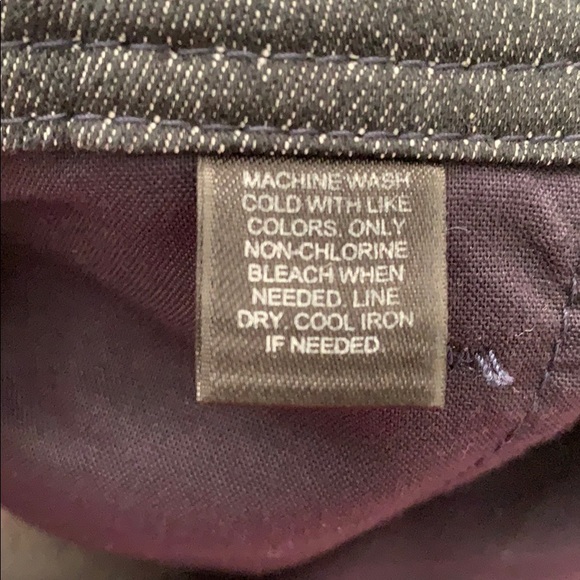 MACHINE WASH
COLD WITH LIKE
COLORS. ONLY
NON-CHLORINE
BLEACH WHEN
NEEDED. LINE
DRY. COOL IRON
IF NEEDED.